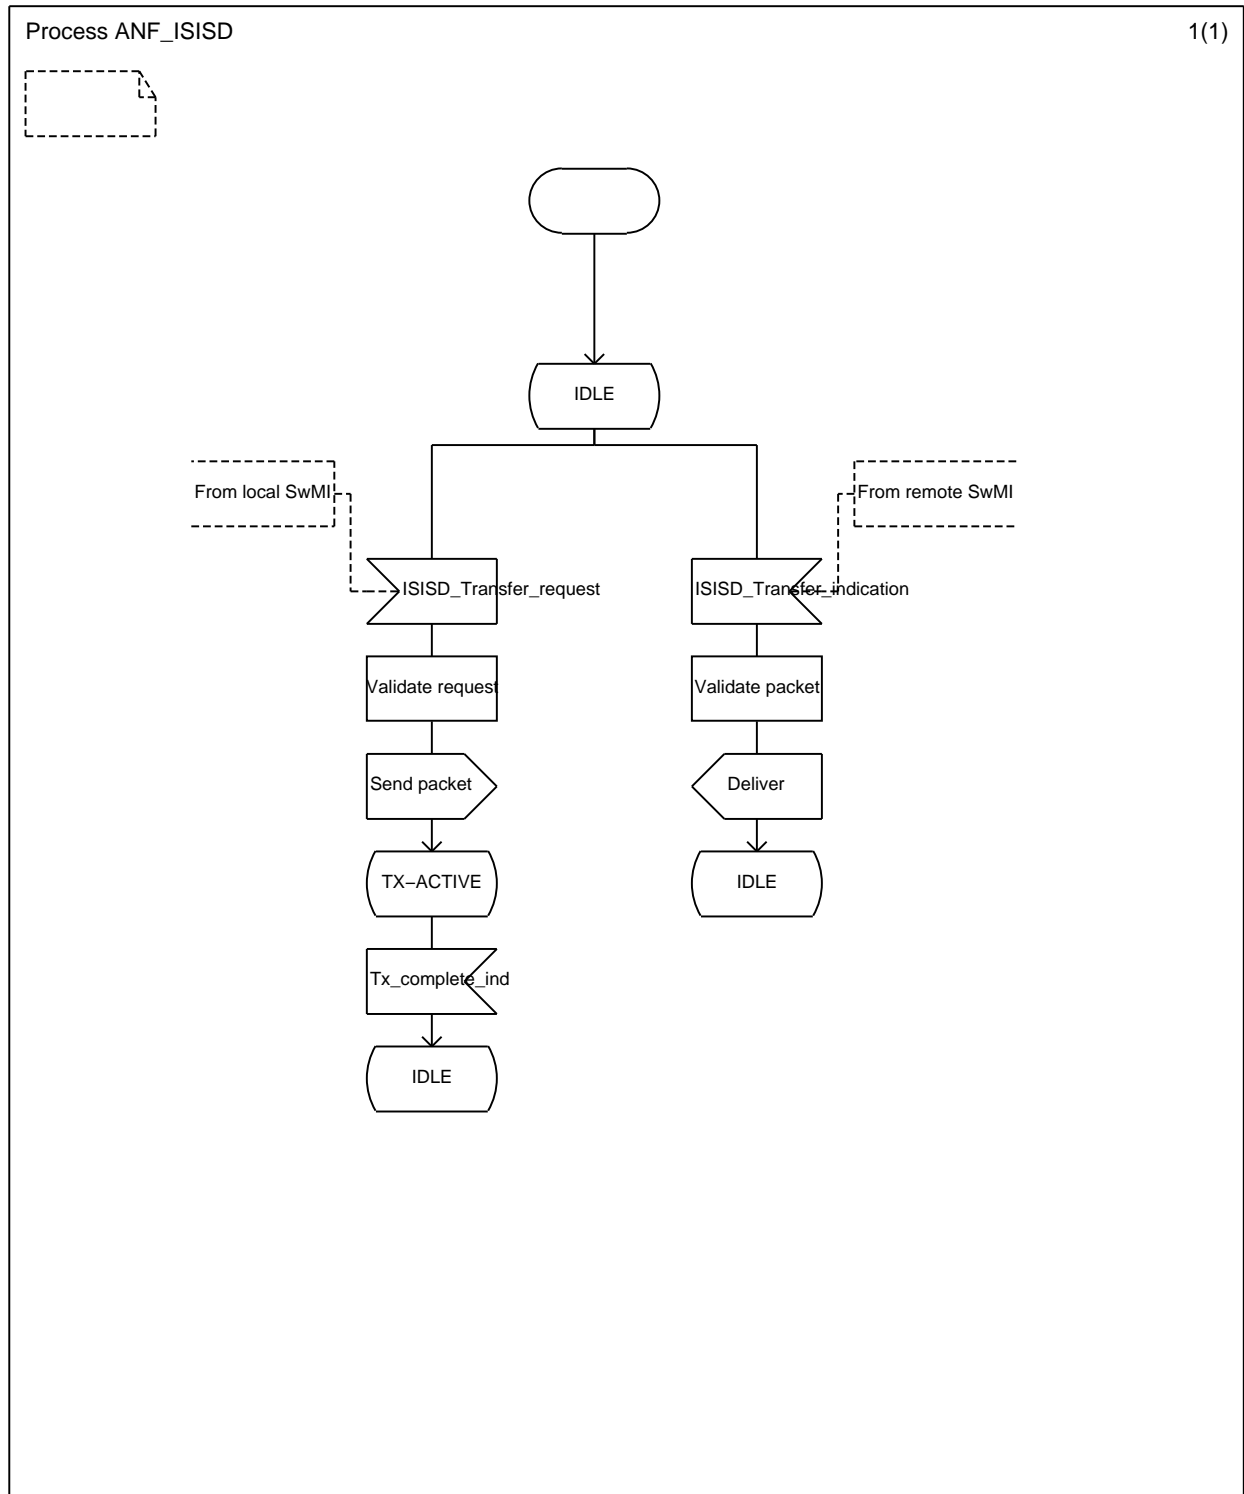 Process ANF_ISISD
1(1)
IDLE
From local SwMI
From remote SwMI
ISISD_Transfer_request
ISISD_Transfer_indication
Validate request
Validate packet
Send packet
Deliver
TX−ACTIVE
IDLE
Tx_complete_ind
IDLE